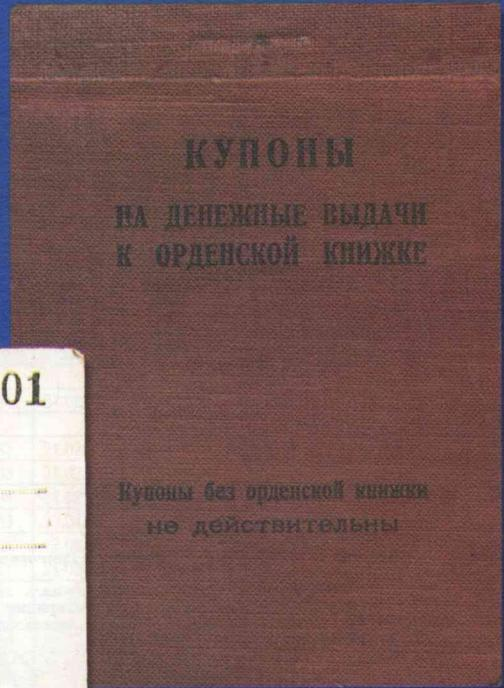 КУПОНЫ
НА ДЕНЕЖНЫЕ ВЫДАЧИ
К ОРДЕНСКОЙ КНИЖКЕ
01
Купоны без орденской книжки
не действительны